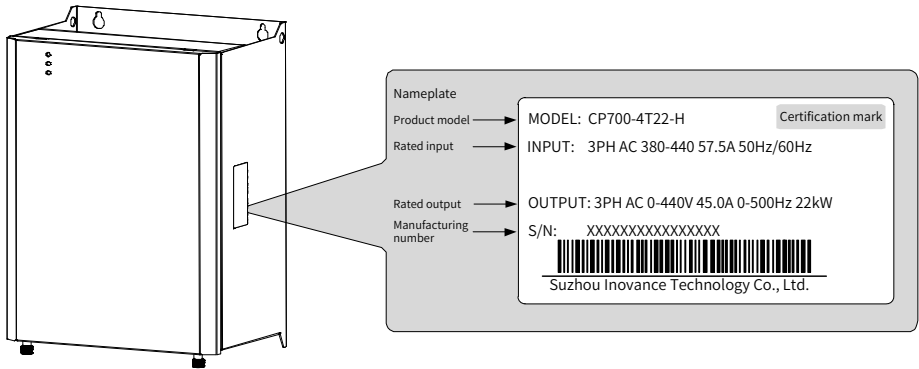 Nameplate
Product model
MODEL: CP700-4T22-H
Certification mark
Rated input
INPUT: 3PH AC 380-440 57.5A 50Hz/60Hz
Rated output
OUTPUT: 3PH AC 0-440V 45.0A 0-500Hz 22kW
Manufacturing
number
S/N: XXXXXXXXXXXXXXXX
Suzhou Inovance Technology Co., Ltd.